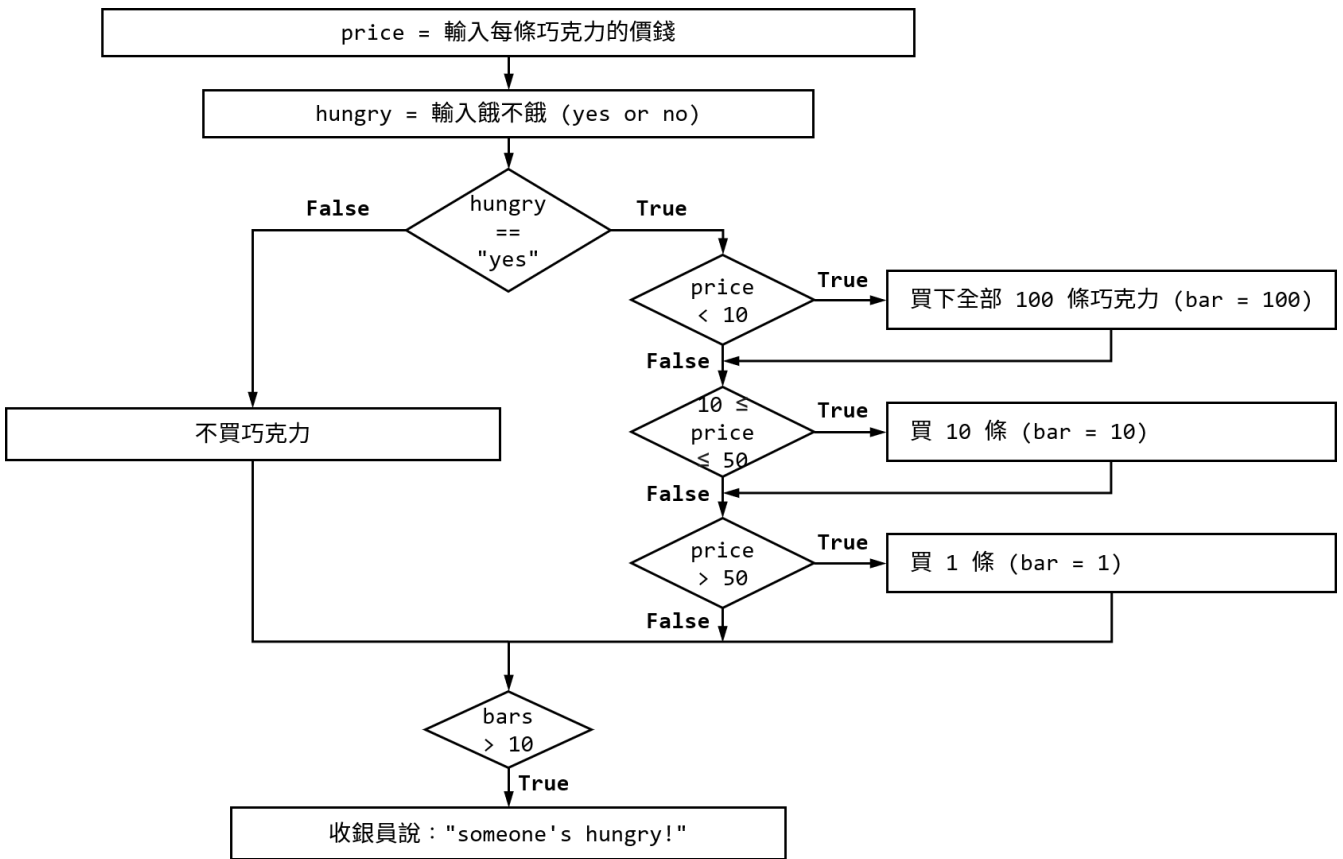 price = 輸入每條巧克力的價錢
hungry = 輸入餓不餓 (yes or no)
False
hungry
==
"yes"
True
price
< 10
True
買下全部 100 條巧克力 (bar = 100)
False
不買巧克力
10 ≤
price
≤ 50
True
買 10 條 (bar = 10)
False
price
> 50
True
買 1 條 (bar = 1)
False
bars
> 10
True
收銀員說："someone's hungry!"